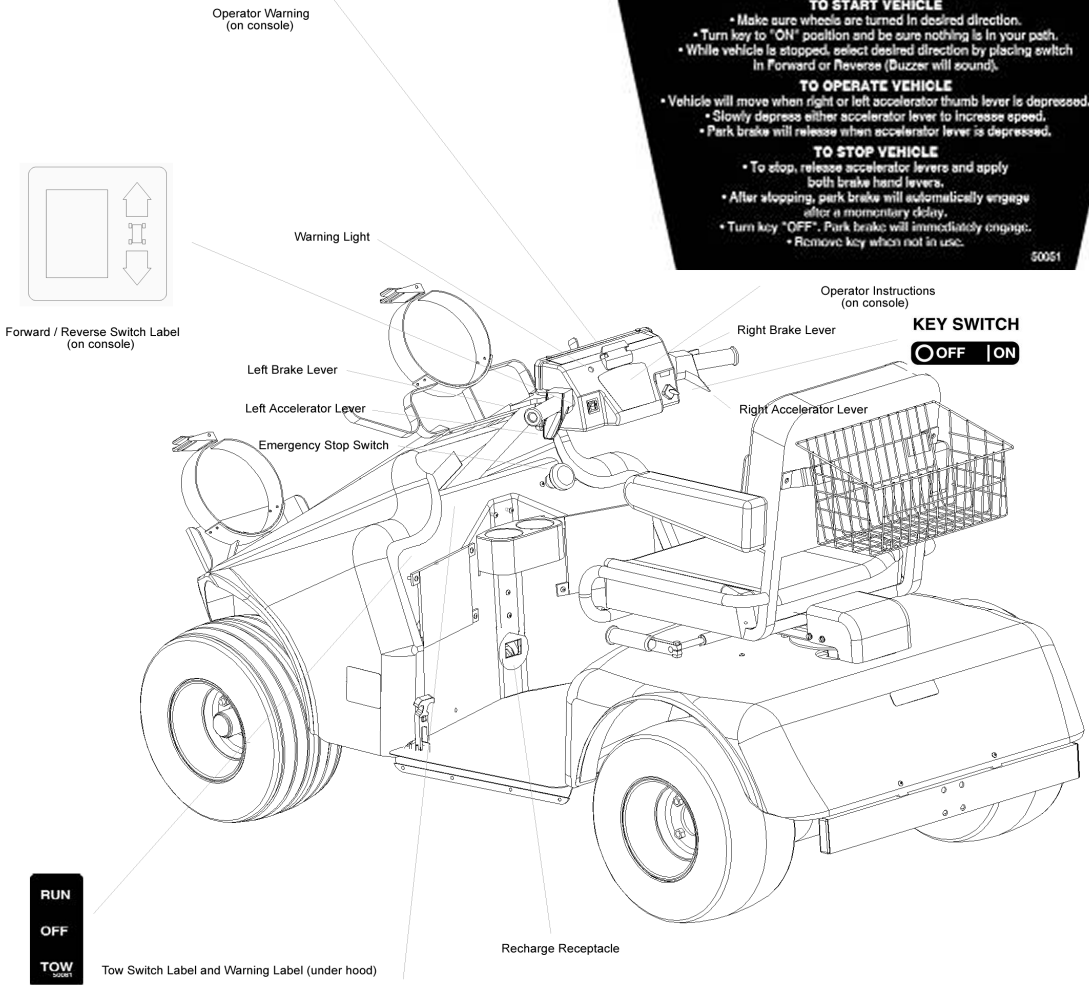 Operator Warning
(on console)
TO START VEHICLE
• Make sure wheels are turned in desired direction.
• Turn key to "ON" position and be sure nothing is in your path.
• While vehicle is stopped, select desired direction by placing switch
in Forward or Reverse (Buzzer will sound).
TO OPERATE VEHICLE
• Vehicle will move when right or left accelerator thumb lever is depressed.
• Slowly depress either accelerator lever to increase speed.
• Park brake will release when accelerator lever is depressed.
TO STOP VEHICLE
• To stop, release accelerator levers and apply
both brake hand levers.
• After stopping, park brake will automatically engage
after a momentary delay.
• Turn key "OFF". Park brake will immediately engage.
• Remove key when not in use.
50051
Warning Light
Operator Instructions
(on console)
Forward / Reverse Switch Label
(on console)
Right Brake Lever
KEY SWITCH
OFF | ON
Left Brake Lever
Left Accelerator Lever
Right Accelerator Lever
Emergency Stop Switch
RUN
OFF
TOW
50081
Recharge Receptacle
Tow Switch Label and Warning Label (under hood)